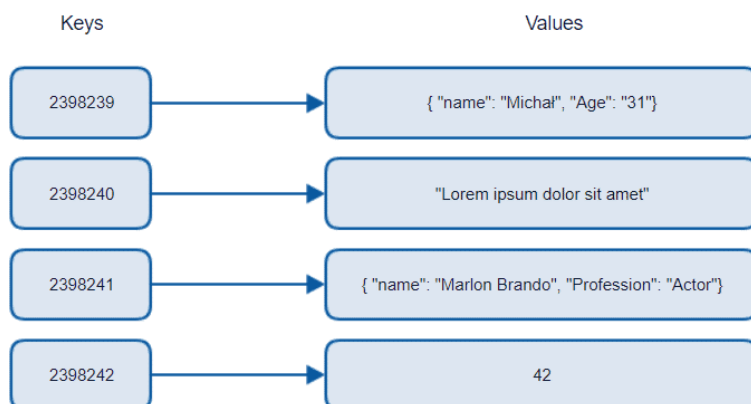 Keys Values
2398239 { "name": "Michał", "Age": "31"}
2398240 "Lorem ipsum dolor sit amet"
2398241 { "name": "Marlon Brando", "Profession": "Actor"}
2398242 42